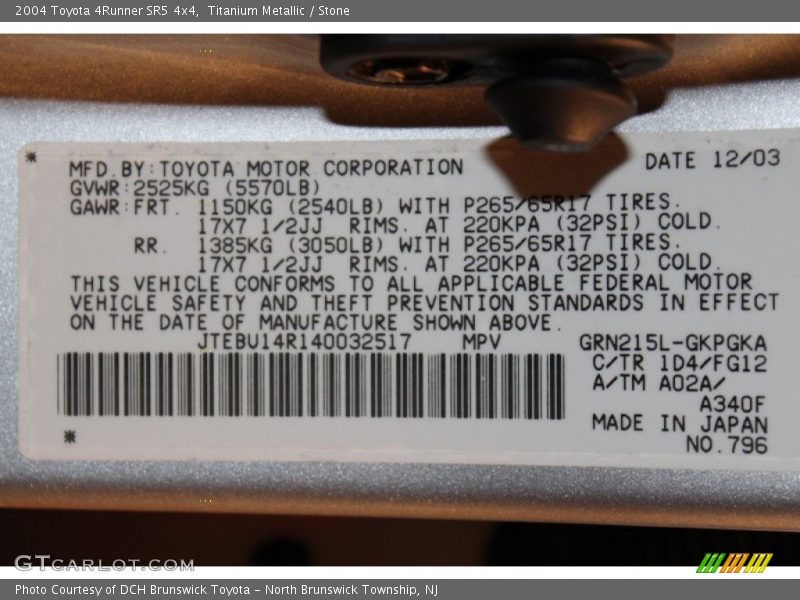 2004 Toyota 4Runner SR5 4x4, Titanium Metallic / Stone
* MFD.BY:TOYOTA MOTOR CORPORATION DATE 12/03
GVWR:2525KG (5570LB)
GAWR:FRT. 1150KG (2540LB) WITH P265/65R17 TIRES.
17X7 1/2JJ RIMS. AT 220KPA (32PSI) COLD.
RR. 1385KG (3050LB) WITH P265/65R17 TIRES.
17X7 1/2JJ RIMS. AT 220KPA (32PSI) COLD.
THIS VEHICLE CONFORMS TO ALL APPLICABLE FEDERAL MOTOR
VEHICLE SAFETY AND THEFT PREVENTION STANDARDS IN EFFECT
ON THE DATE OF MANUFACTURE SHOWN ABOVE.
JTEBU14R140032517 MPV GRN215L-GKPGKA
C/TR 1D4/FG12
A/TM A02A/
A340F
MADE IN JAPAN
* NO.796
GTCARLOT.COM
Photo Courtesy of DCH Brunswick Toyota - North Brunswick Township, NJ